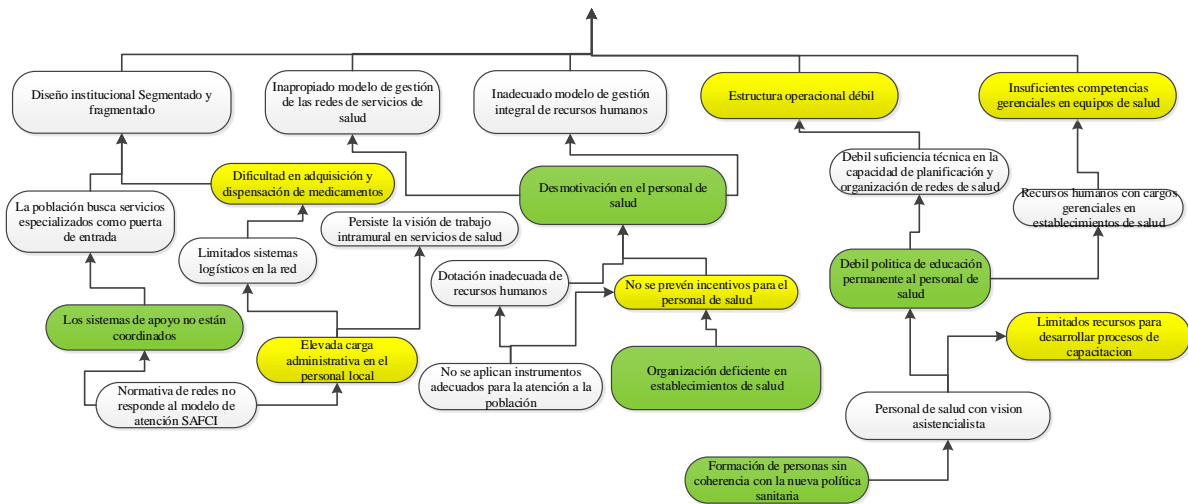 Diseño institucional Segmentado y
fragmentado
Inapropiado modelo de gestión
de las redes de servicios de
salud
Inadecuado modelo de gestión
integral de recursos humanos
Estructura operacional débil
Insuficientes competencias
gerenciales en equipos de salud
La población busca servicios
especializados como puerta
de entrada
Dificultad en adquisición y
dispensación de medicamentos
Persiste la visión de trabajo
intramural en servicios de salud
Limitados sistemas
logísticos en la red
Desmotivación en el personal de
salud
Debil suficiencia técnica en la
capacidad de planificación y
organización de redes de salud
Recursos humanos con cargos
gerenciales en
establecimientos de salud
Dotación inadecuada de
recursos humanos
No se prevén incentivos para el
personal de salud
Debil politica de educación
permanente al personal de
salud
Los sistemas de apoyo no están
coordinados
Elevada carga
administrativa en el
personal local
No se aplican instrumentos
adecuados para la atención a la
población
Organización deficiente en
establecimientos de salud
Limitados recursos para
desarrollar procesos de
capacitacion
Normativa de redes no
responde al modelo de
atención SAFCI
Personal de salud con vision
asistencialista
Formación de personas sin
coherencia con la nueva política
sanitaria